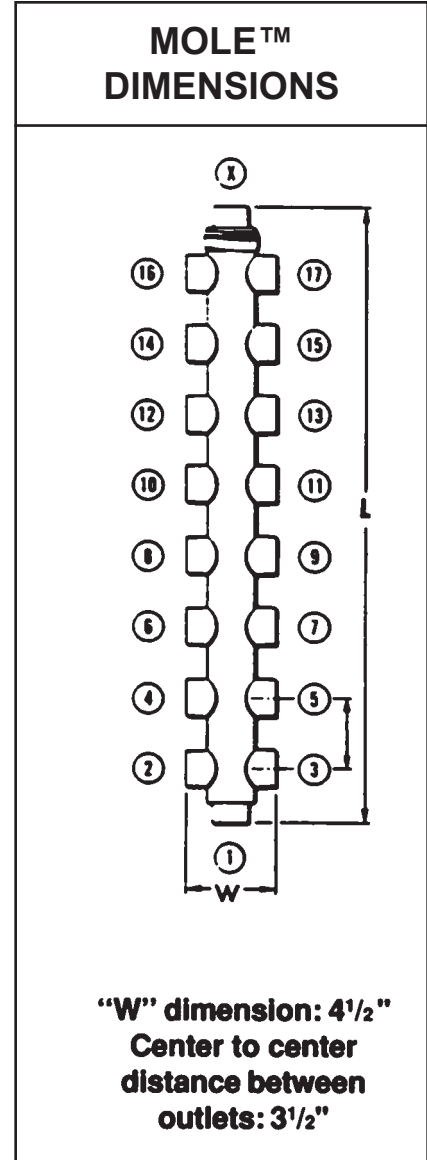 MOLE™
DIMENSIONS
X
16 17
14 15
12 13
10 11
8 9
6 7
4 5
2 3
L
1
W
“W” dimension: 4½"
Center to center
distance between
outlets: 3½"